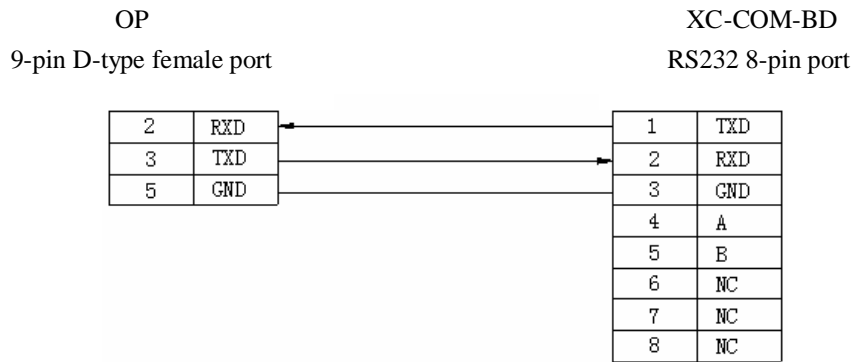 OP XC-COM-BD
9-pin D-type female port RS232 8-pin port
2 RXD 1 TXD
3 TXD 2 RXD
5 GND 3 GND
4 A
5 B
6 NC
7 NC
8 NC